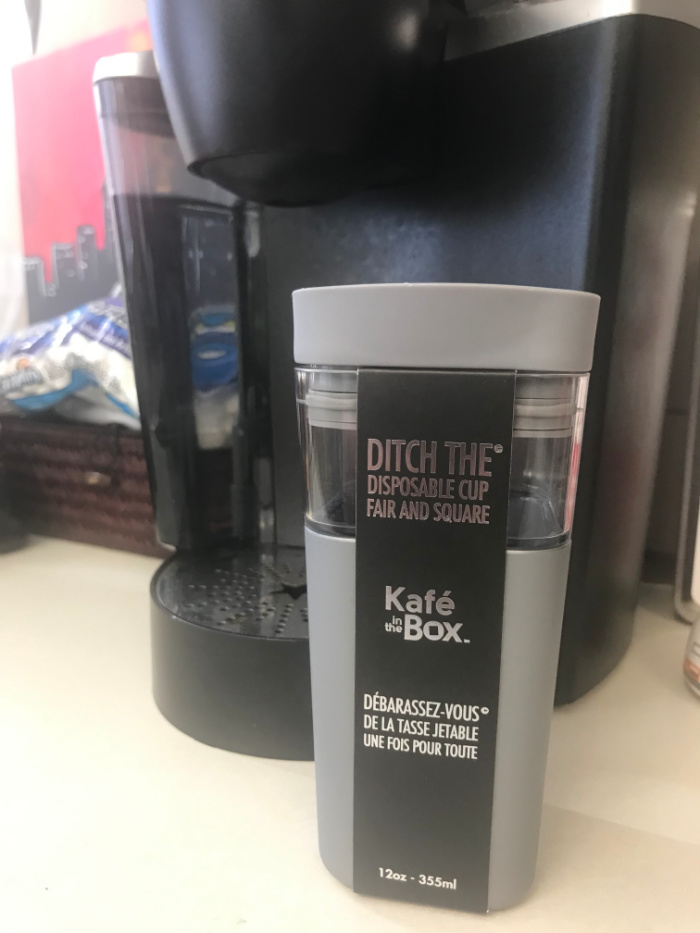 DITCH THE©
DISPOSABLE CUP
FAIR AND SQUARE
Kafé
in
the BOX™
DÉBARASSEZ-VOUS©
DE LA TASSE JETABLE
UNE FOIS POUR TOUTE
12oz - 355ml